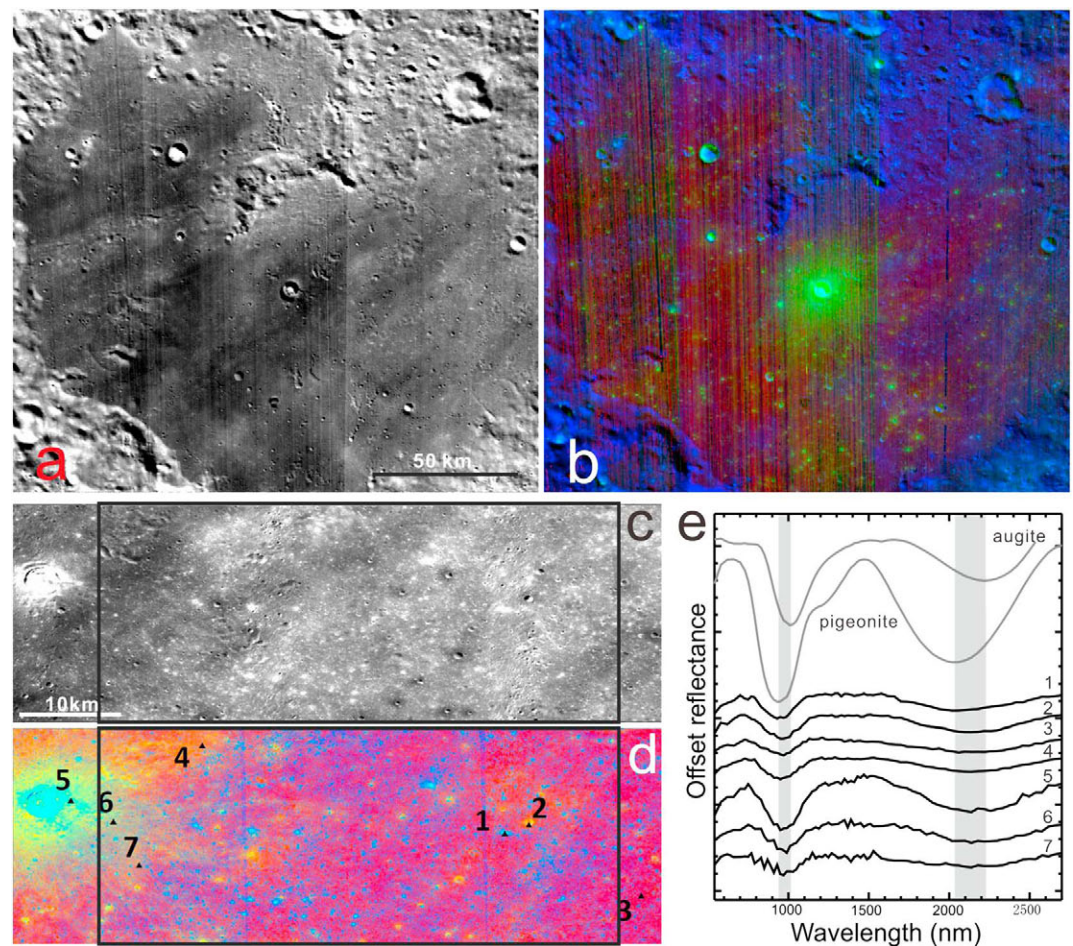 a
50 km
b
c
10km
d
4
5
6
7
1
2
3
e
augite
pigeonite
1
2
3
4
5
6
7
Offset reflectance
1000 1500 2000 2500
Wavelength (nm)